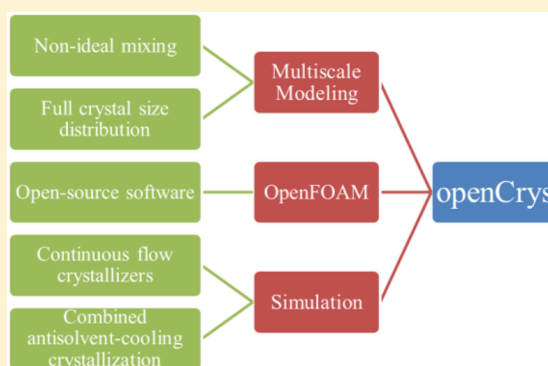 Non-ideal mixing
Full crystal size
distribution
Open-source software
Continuous flow
crystallizers
Combined
antisolvent-cooling
crystallization
Multiscale
Modeling
OpenFOAM
Simulation
openCrys